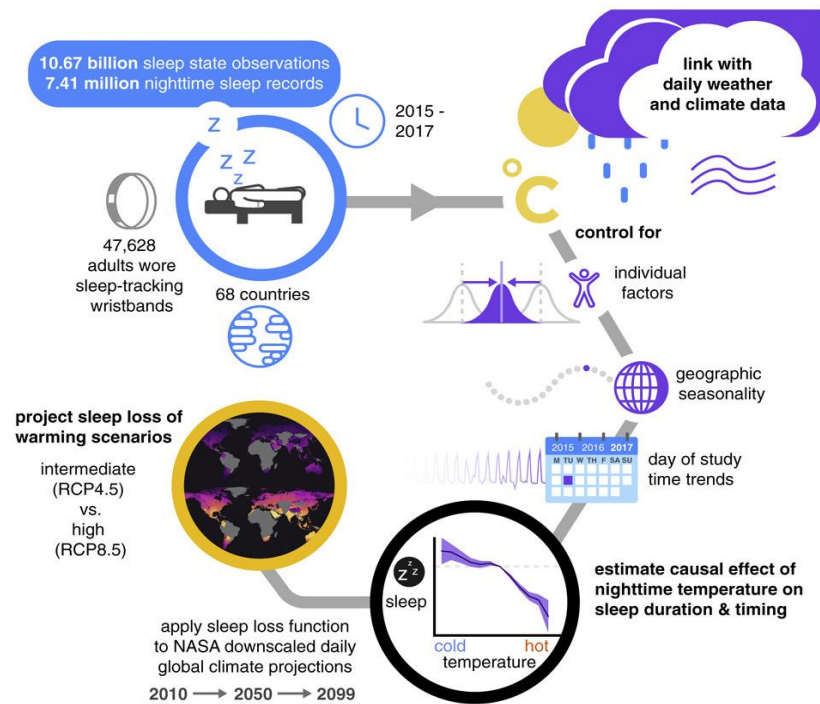 10.67 billion sleep state observations
7.41 million nighttime sleep records
z
z
z
z
2015 -
2017
47,628
adults wore
sleep-tracking
wristbands
68 countries
link with
daily weather
and climate data
control for
individual
factors
geographic
seasonality
2015 2016 2017
M TU W TH F SA SU
day of study
time trends
estimate causal effect of
nighttime temperature on
sleep duration & timing
z z z
sleep
cold hot
temperature
project sleep loss of
warming scenarios
intermediate
(RCP4.5)
vs.
high
(RCP8.5)
apply sleep loss function
to NASA downscaled daily
global climate projections
2010 → 2050 → 2099